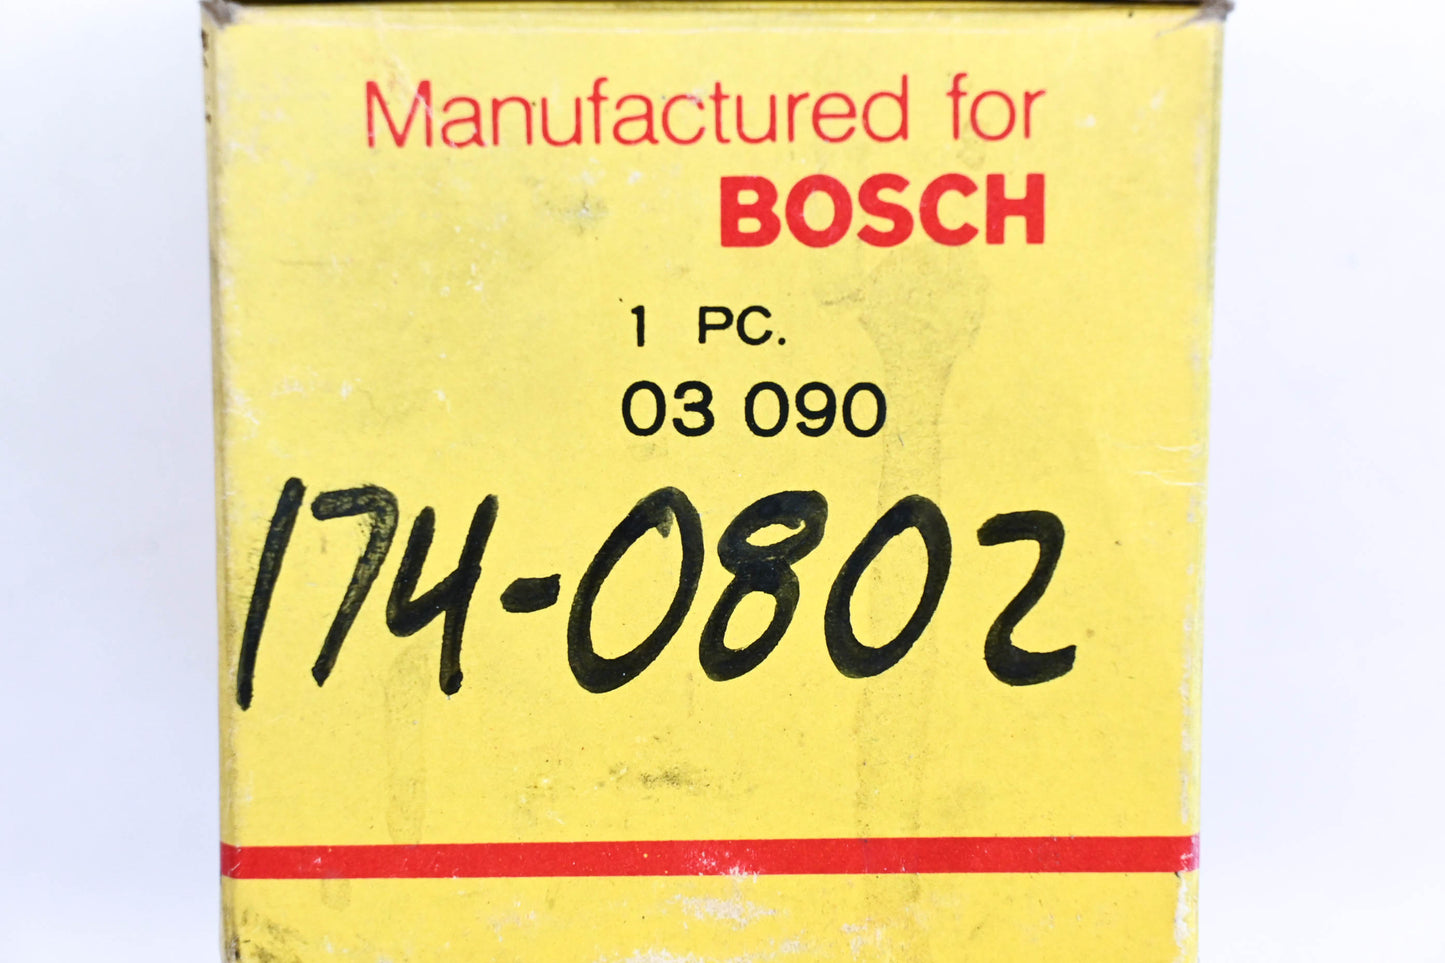 Manufactured for
BOSCH
1 PC.
03 090
174-0802